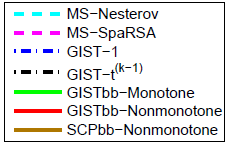 MS-Nesterov
MS-SpaRSA
GIST-1
GIST-t^(k-1)
GISTbb-Monotone
GISTbb-Nonmonotone
SCPbb-Nonmonotone